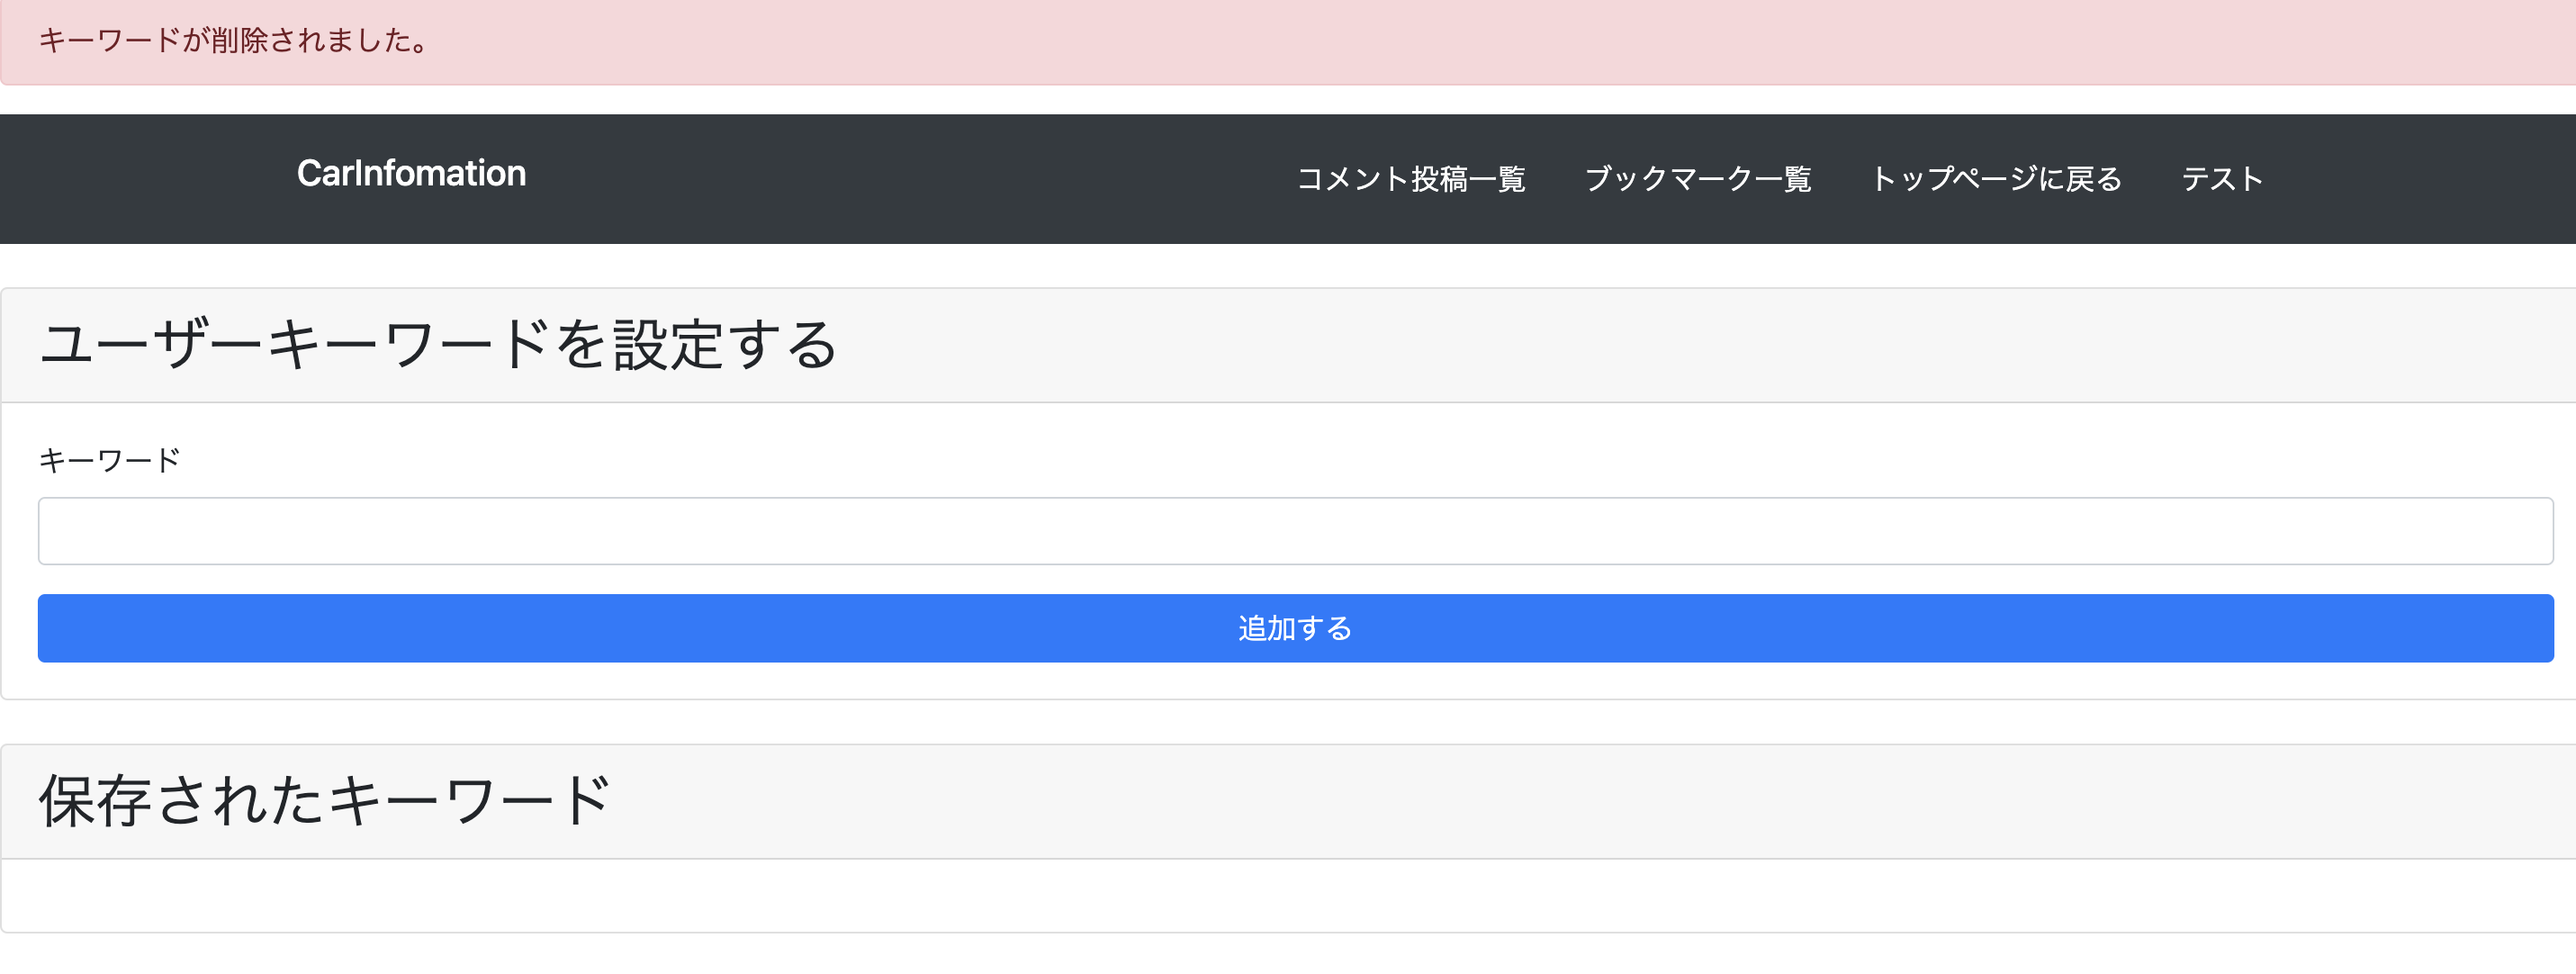 キーワードが削除されました。
CarInfomation コメント投稿一覧 ブックマーク一覧 トップページに戻る テスト
ユーザーキーワードを設定する
キーワード
追加する
保存されたキーワード